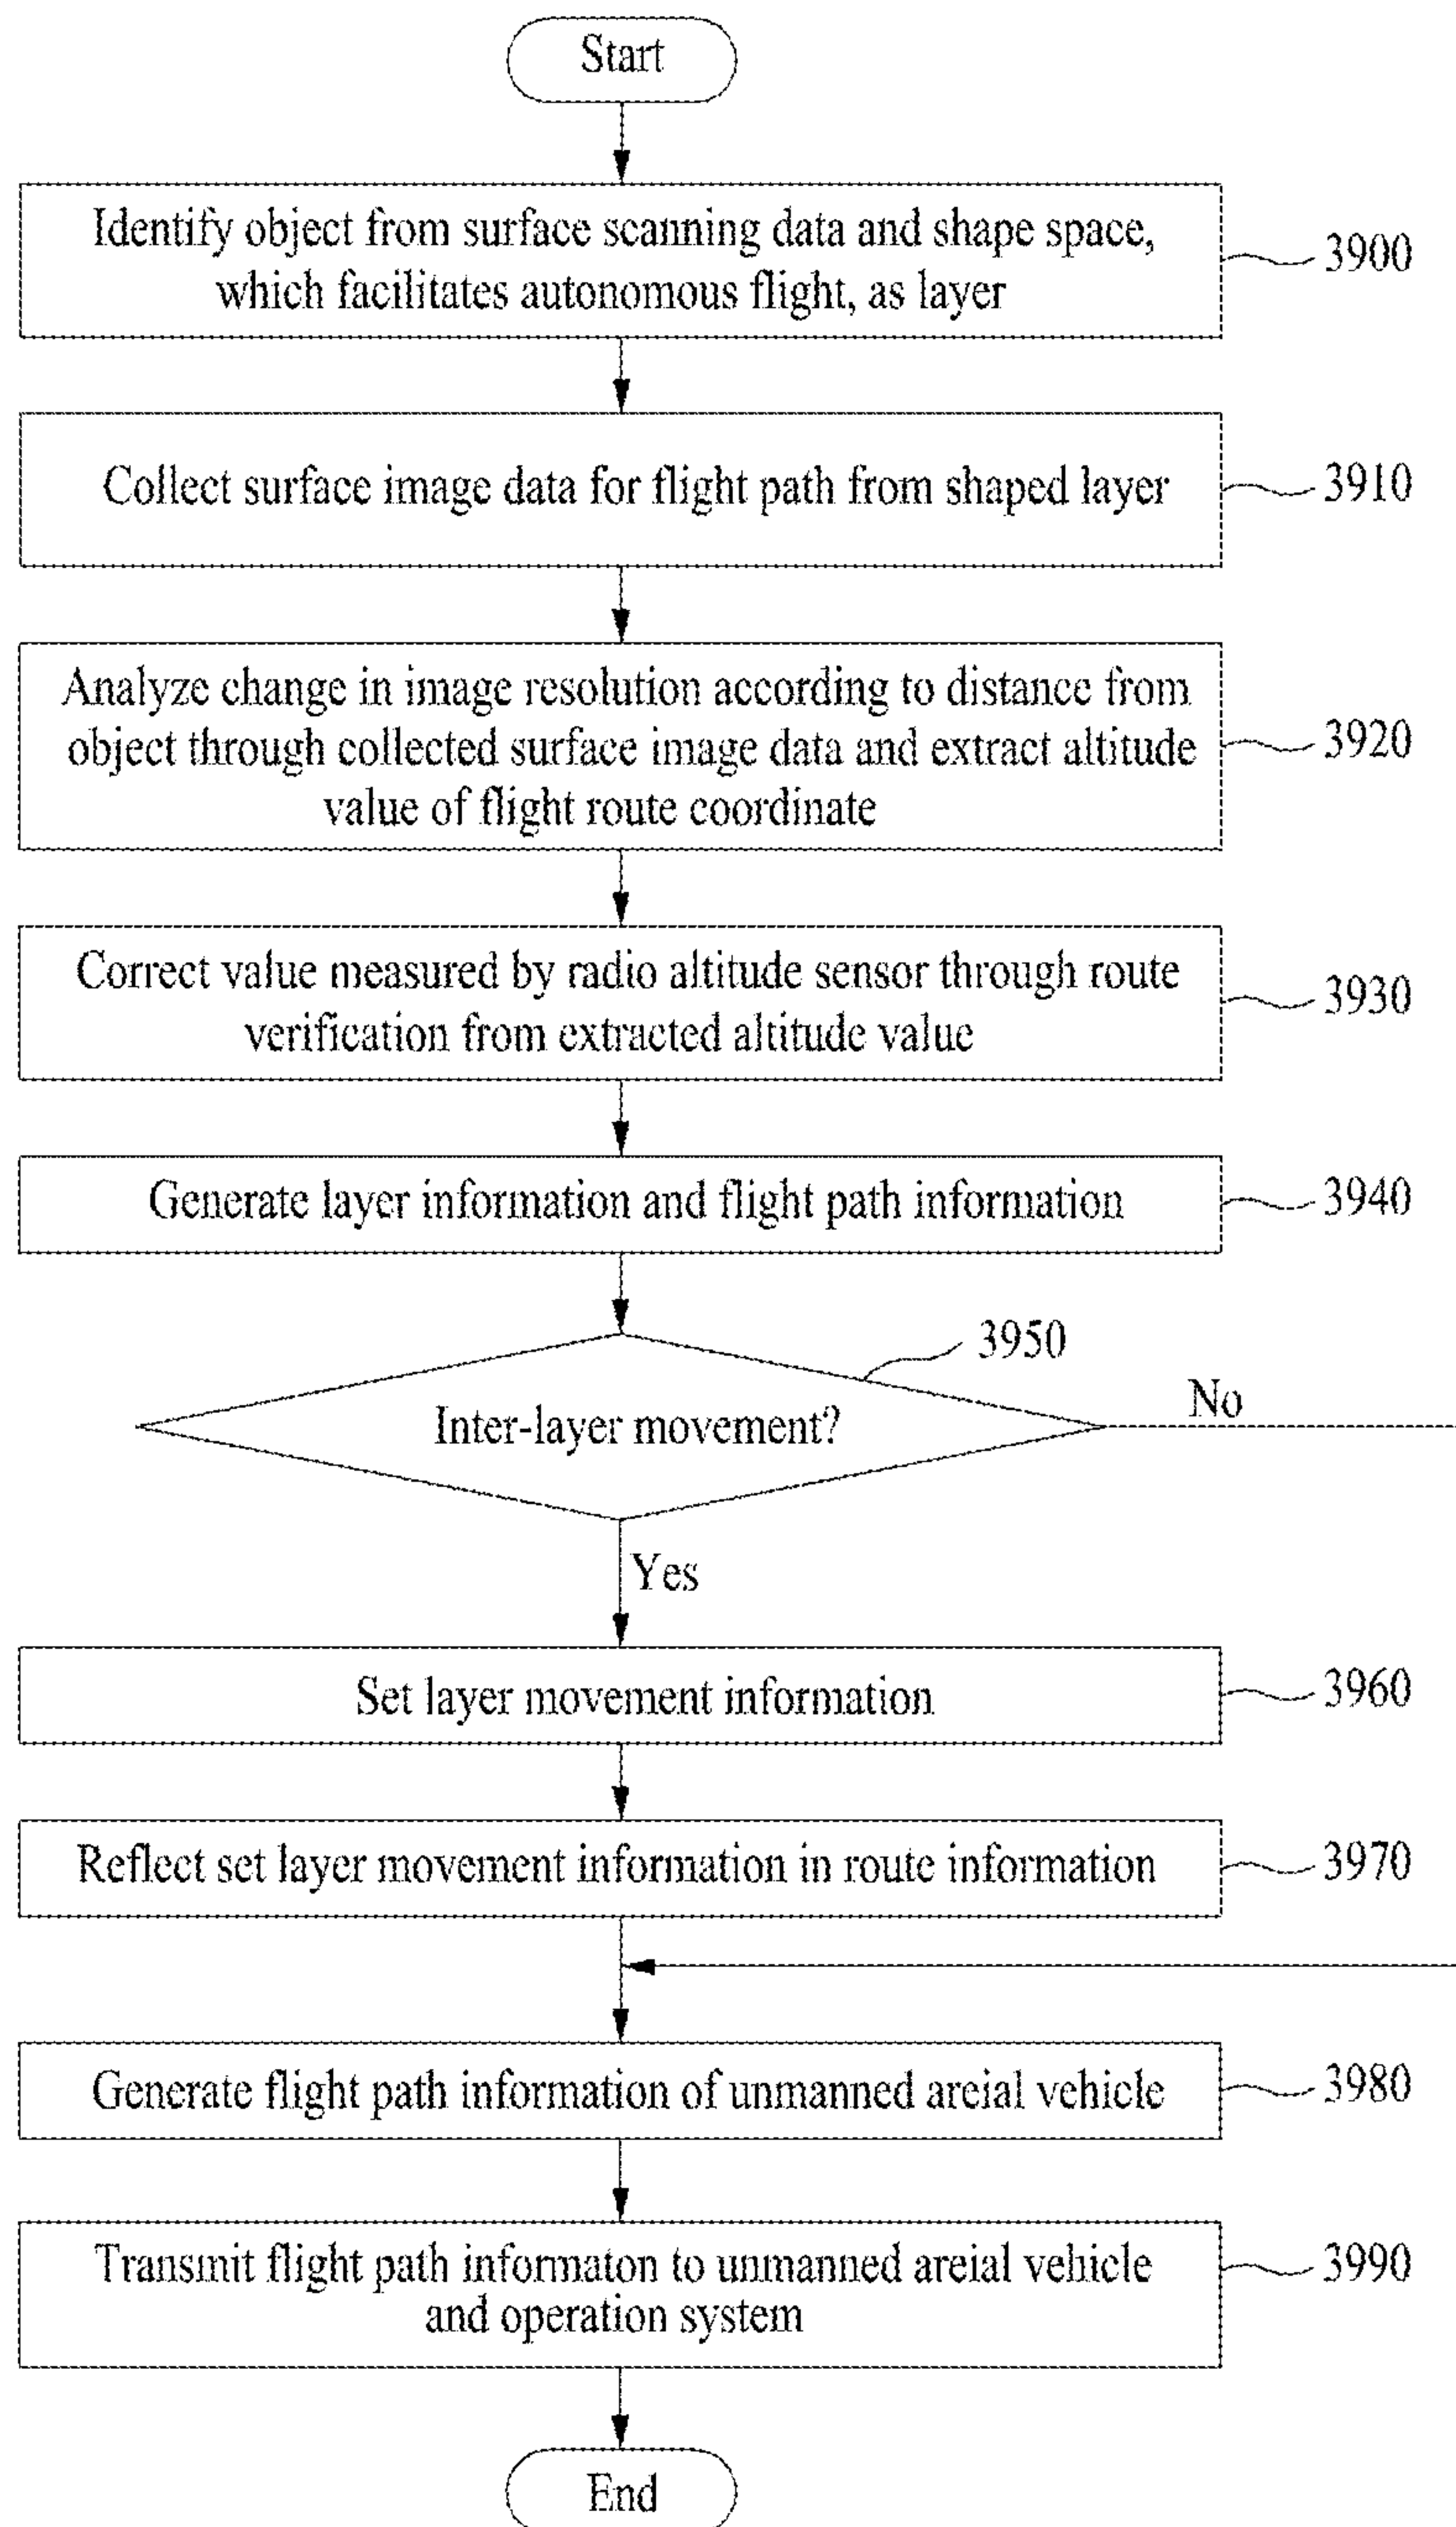 Start
Identify object from surface scanning data and shape space,
which facilitates autonomous flight, as layer
3900
Collect surface image data for flight path from shaped layer
3910
Analyze change in image resolution according to distance from
object through collected surface image data and extract altitude
value of flight route coordinate
3920
Correct value measured by radio altitude sensor through route
verification from extracted altitude value
3930
Generate layer information and flight path information
3940
3950
Inter-layer movement?
No
Yes
Set layer movement information
3960
Reflect set layer movement information in route information
3970
Generate flight path information of unmanned areial vehicle
3980
Transmit flight path informaton to unmanned areial vehicle
and operation system
3990
End